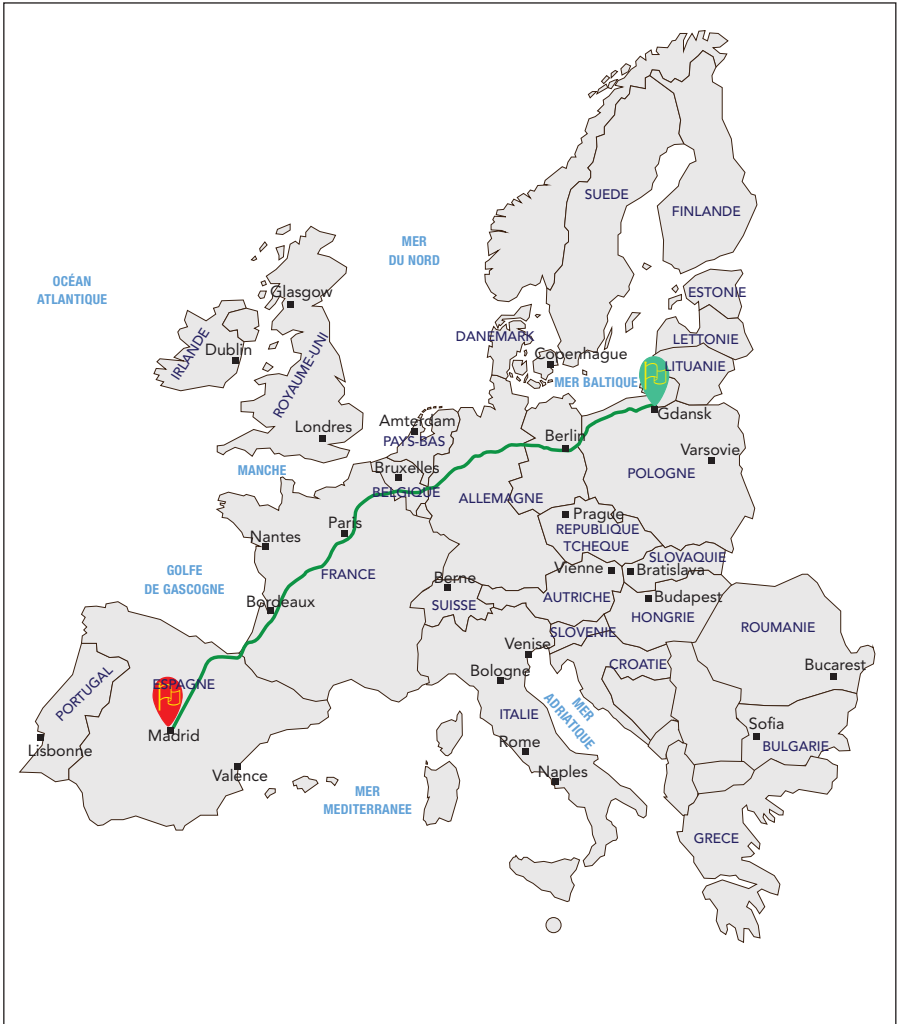 SUEDE
FINLANDE
MER
DU NORD
OCÉAN
ATLANTIQUE
Glasgow
ESTONIE
DANEMARK
LETTONIE
IRLANDE
Dublin
ROYAUME-UNI
Copenhague
LITUANIE
MER BALTIQUE
Gdansk
Londres
Amterdam
PAYS-BAS
Berlin
Varsovie
MANCHE
Bruxelles
POLOGNE
BELGIQUE
ALLEMAGNE
Prague
REPUBLIQUE
TCHEQUE
Paris
Nantes
SLOVAQUIE
Vienne
Bratislava
GOLFE
DE GASCOGNE
FRANCE
Berne
SUISSE
AUTRICHE
Budapest
HONGRIE
Bordeaux
ROUMANIE
SLOVENIE
Venise
CROATIE
Bucarest
Bologne
ESPAGNE
PORTUGAL
MER
ADRIATIQUE
ITALIE
Madrid
Lisbonne
Rome
Sofia
BULGARIE
Valence
Naples
MER
MEDITERRANEE
GRECE